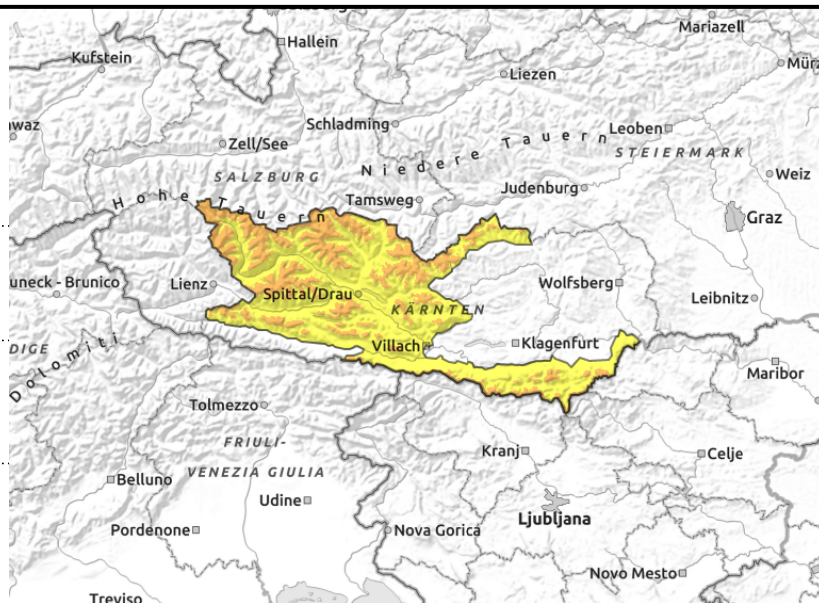 Hallein
Mariazell
Kufstein
Liezen
Mürz
waz
Schladming
Leoben
Zell/See
Niedere Tauern
STEIERMARK
SALZBURG
Weiz
Hohe Tauern
Tamsweg
Judenburg
Graz
uneck - Brunico
Lienz
Spittal/Drau
Wolfsberg
KÄRNTEN
Leibnitz
DIGE
Dolomiti
Villach
Klagenfurt
Maribor
Tolmezzo
FRIULI-
VENEZIA GIULIA
Kranj
Celje
Belluno
Udine
Ljubljana
Pordenone
Nova Gorica
Novo Mesto
Treviso